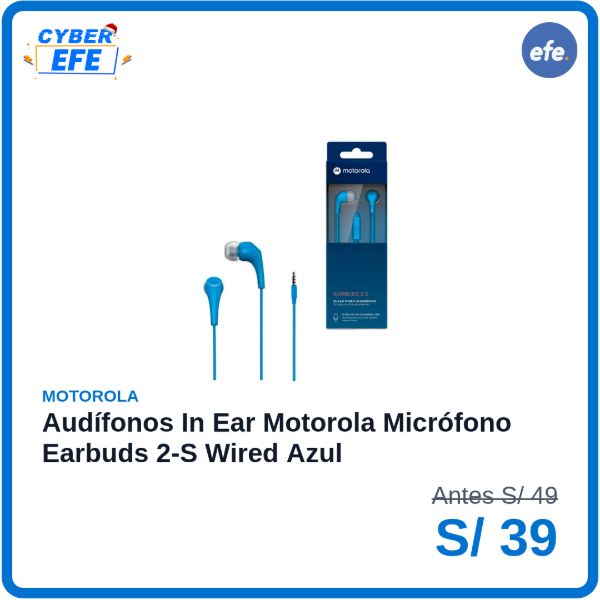 CYBER
EFE
efe.
motorola
EARBUDS 2-S
MOTOROLA
Audífonos In Ear Motorola Micrófono
Earbuds 2-S Wired Azul
Antes S/ 49
S/ 39